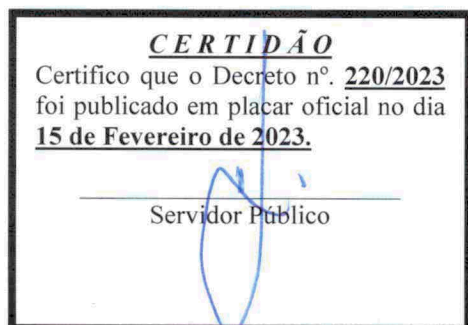 CERTIDÃO
Certifico que o Decreto nº. 220/2023
foi publicado em placar oficial no dia
15 de Fevereiro de 2023.
Servidor Público